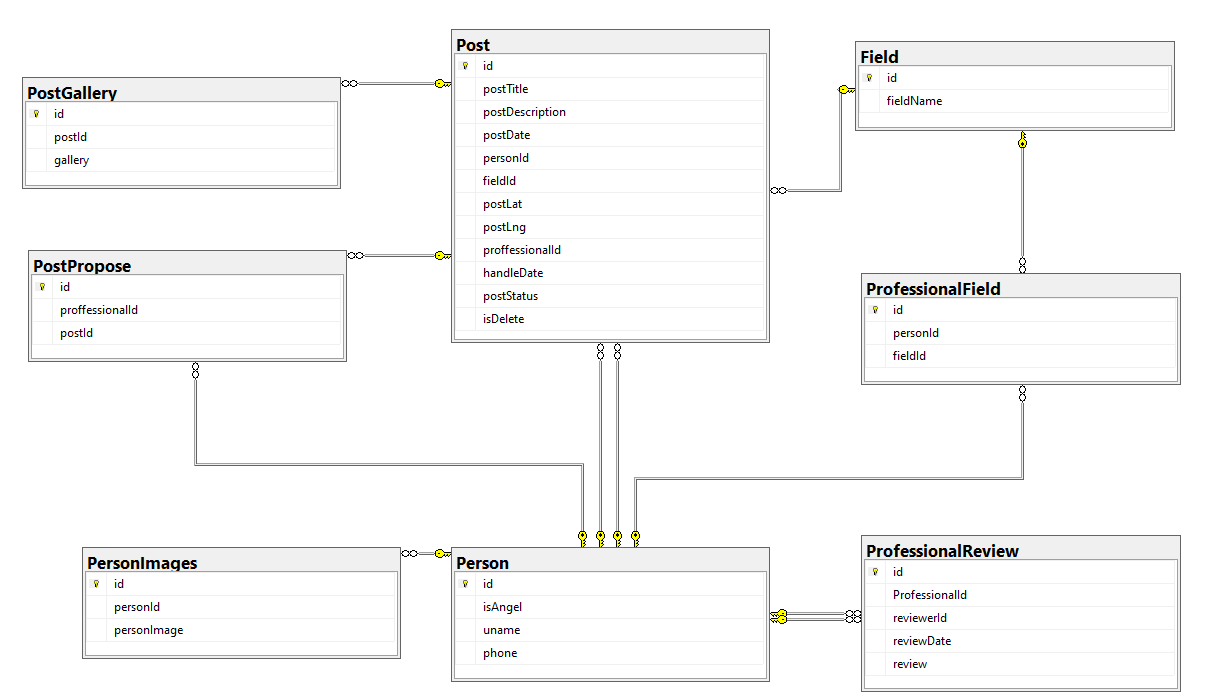 Post
id
postTitle
postDescription
postDate
personId
fieldId
postLat
postLng
proffessionalId
handleDate
postStatus
isDelete
Field
id
fieldName
PostGallery
id
postId
gallery
PostPropose
id
proffessionalId
postId
ProfessionalField
id
personId
fieldId
PersonImages
id
personId
personImage
Person
id
isAngel
uname
phone
ProfessionalReview
id
ProfessionalId
reviewerId
reviewDate
review